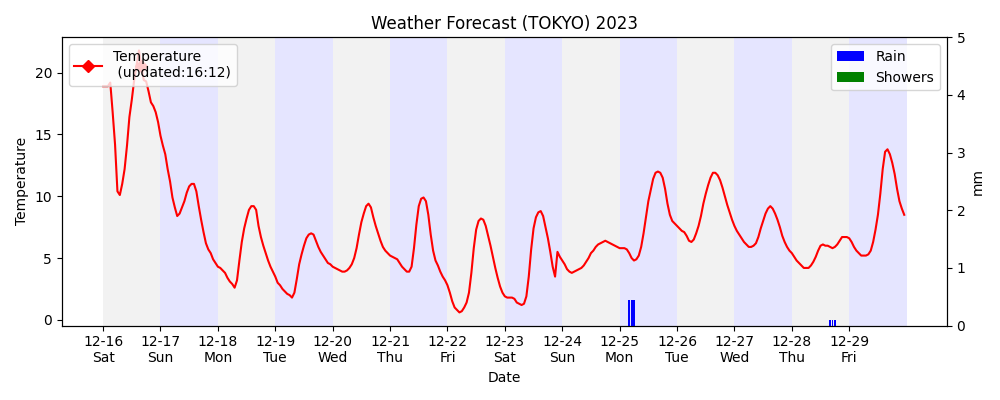 Weather Forecast (TOKYO) 2023
Temperature
(updated:16:12)
Rain
Showers
Temperature
20
15
10
5
0
5
4
3
2
1
0
mm
12-16 12-17 12-18 12-19 12-20 12-21 12-22 12-23 12-24 12-25 12-26 12-27 12-28 12-29
Sat Sun Mon Tue Wed Thu Fri Sat Sun Mon Tue Wed Thu Fri
Date